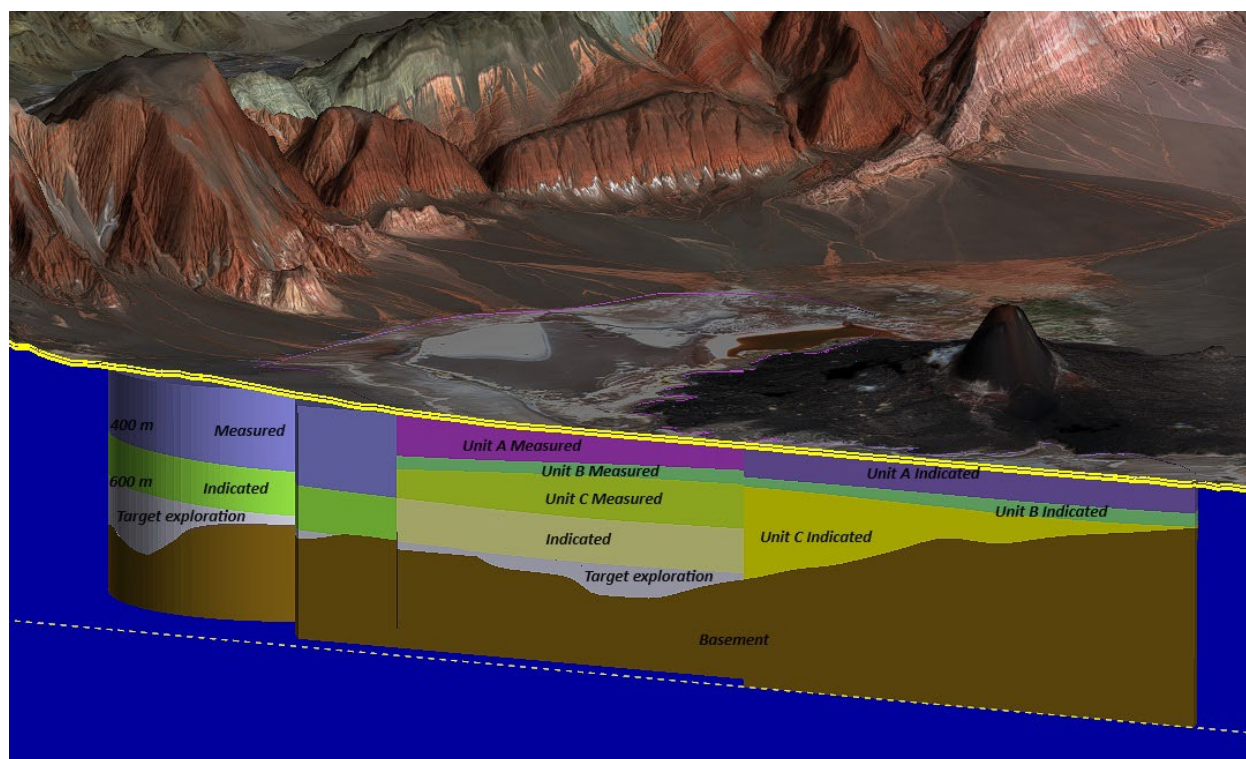 400 m
Measured
Unit A Measured
Unit B Measured
Unit A Indicated
600 m
Indicated
Unit C Measured
Unit B Indicated
Target exploration
Indicated
Unit C Indicated
Target exploration
Basement